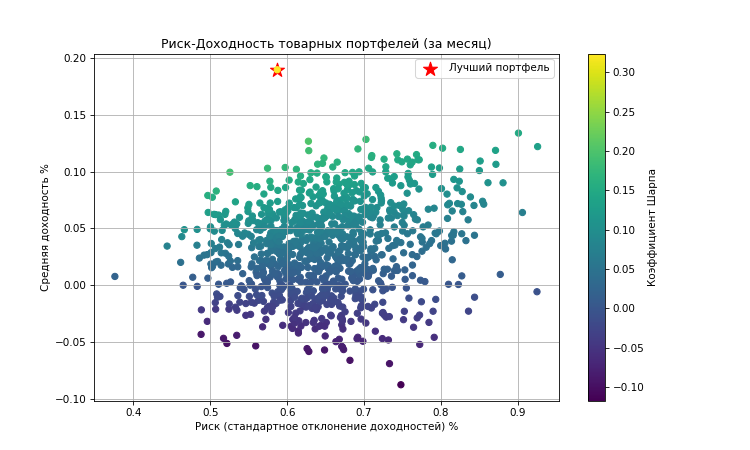 Риск-Доходность товарных портфелей (за месяц)
Лучший портфель
Средняя доходность %
0.20
0.15
0.10
0.05
0.00
−0.05
−0.10
0.4 0.5 0.6 0.7 0.8 0.9
Риск (стандартное отклонение доходностей) %
0.30
0.25
0.20
0.15
0.10
0.05
0.00
−0.05
−0.10
Коэффициент Шарпа